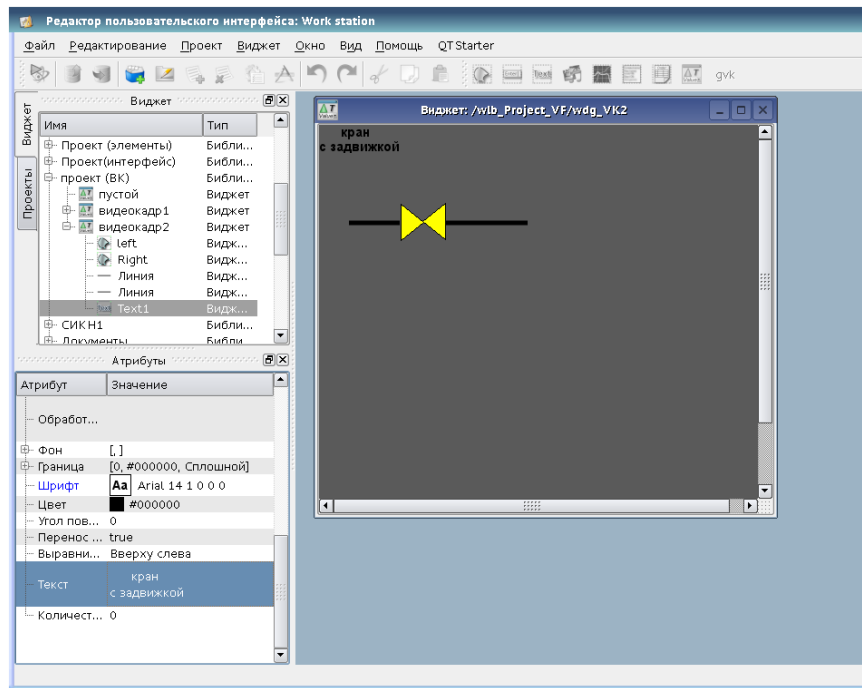 Редактор пользовательского интерфейса: Work station
Файл Редактирование Проект Виджет Окно Вид Помощь QTStarter
gvk
Виджет
Проекты
Виджет
Имя Тип
Проект (элементы) Библи...
Проект(интерфейс) Библи...
проект (ВК) Библи...
пустой Виджет
видеокадр1 Виджет
видеокадр2 Виджет
left Видж...
Right Видж...
Линия Видж...
Линия Видж...
Text1 Видж...
СИКН1 Библи...
Документы Библи
Атрибуты
Атрибут Значение
Обработ...
Фон [, ]
Граница [0, #000000, Сплошной]
Шрифт Aa Arial 14 1 0 0 0
Цвет #000000
Угол пов... 0
Перенос ... true
Выравни... Вверху слева
Текст кран
с задвижкой
Количест... 0
Виджет: /wlb_Project_VF/wdg_VK2
кран
с задвижкой